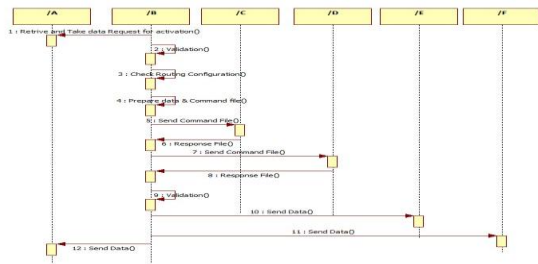 /A /B /C /D /E /F
1 : Retrive and Take data Request for activation()
2 : Validation()
3 : Check Routing Configuration()
4 : Prepare data & Command file()
5 : Send Command File()
6 : Response File()
7 : Send Command File()
8 : Response File()
9 : Validation()
10 : Send Data()
11 : Send Data()
12 : Send Data()